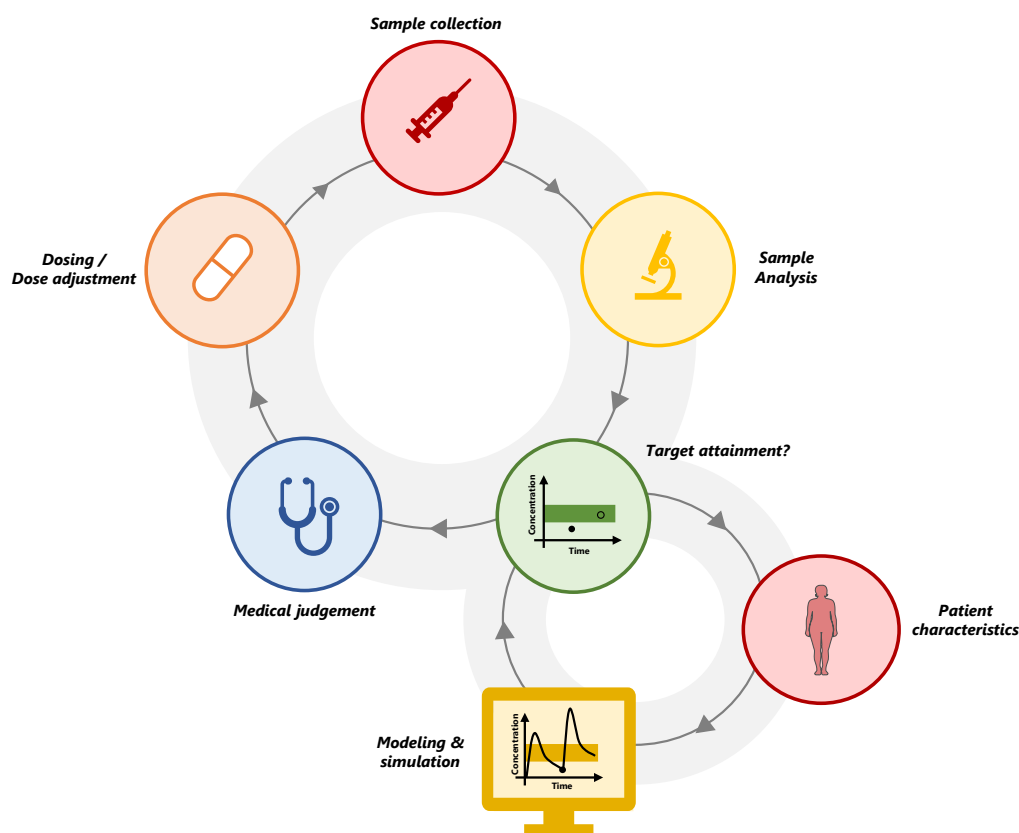 Sample collection
Dosing /
Dose adjustment
Sample
Analysis
Target attainment?
Concentration
Time
Medical judgement
Patient
characteristics
Modeling &
simulation
Concentration
Time